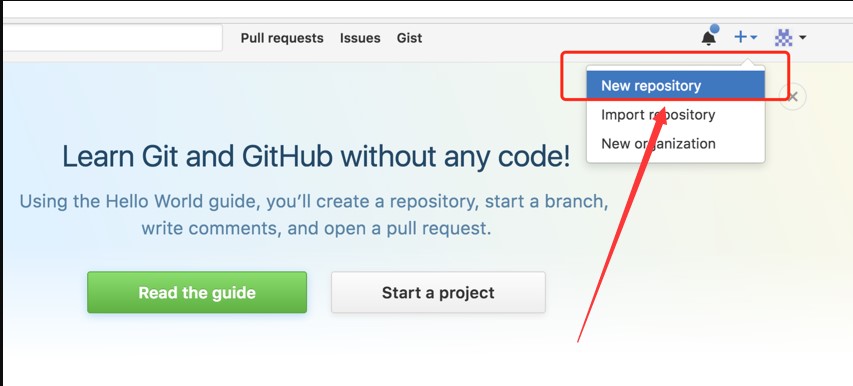 Pull requests Issues Gist
New repository
Import repository
New organization
Learn Git and GitHub without any code!
Using the Hello World guide, you’ll create a repository, start a branch,
write comments, and open a pull request.
Read the guide Start a project